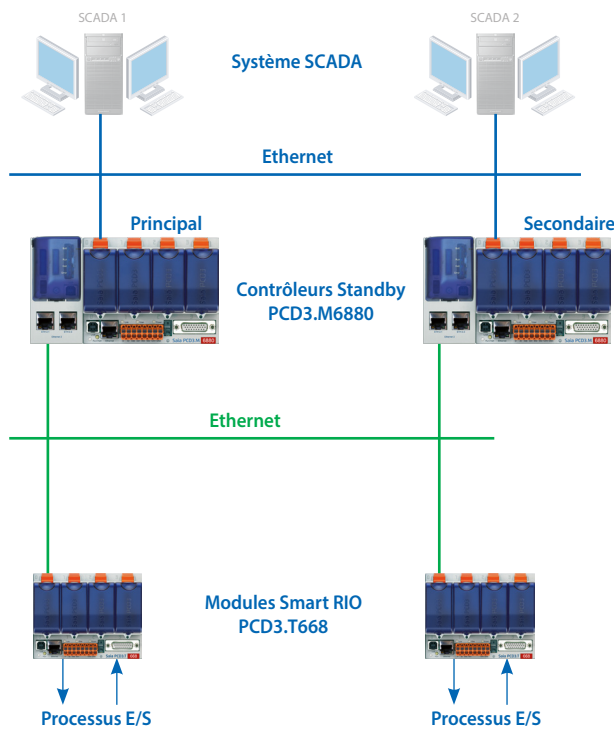 SCADA 1
SCADA 2
Système SCADA
Ethernet
Principal
Secondaire
Contrôleurs Standby
PCD3.M6880
Ethernet
Modules Smart RIO
PCD3.T668
Processus E/S
Processus E/S